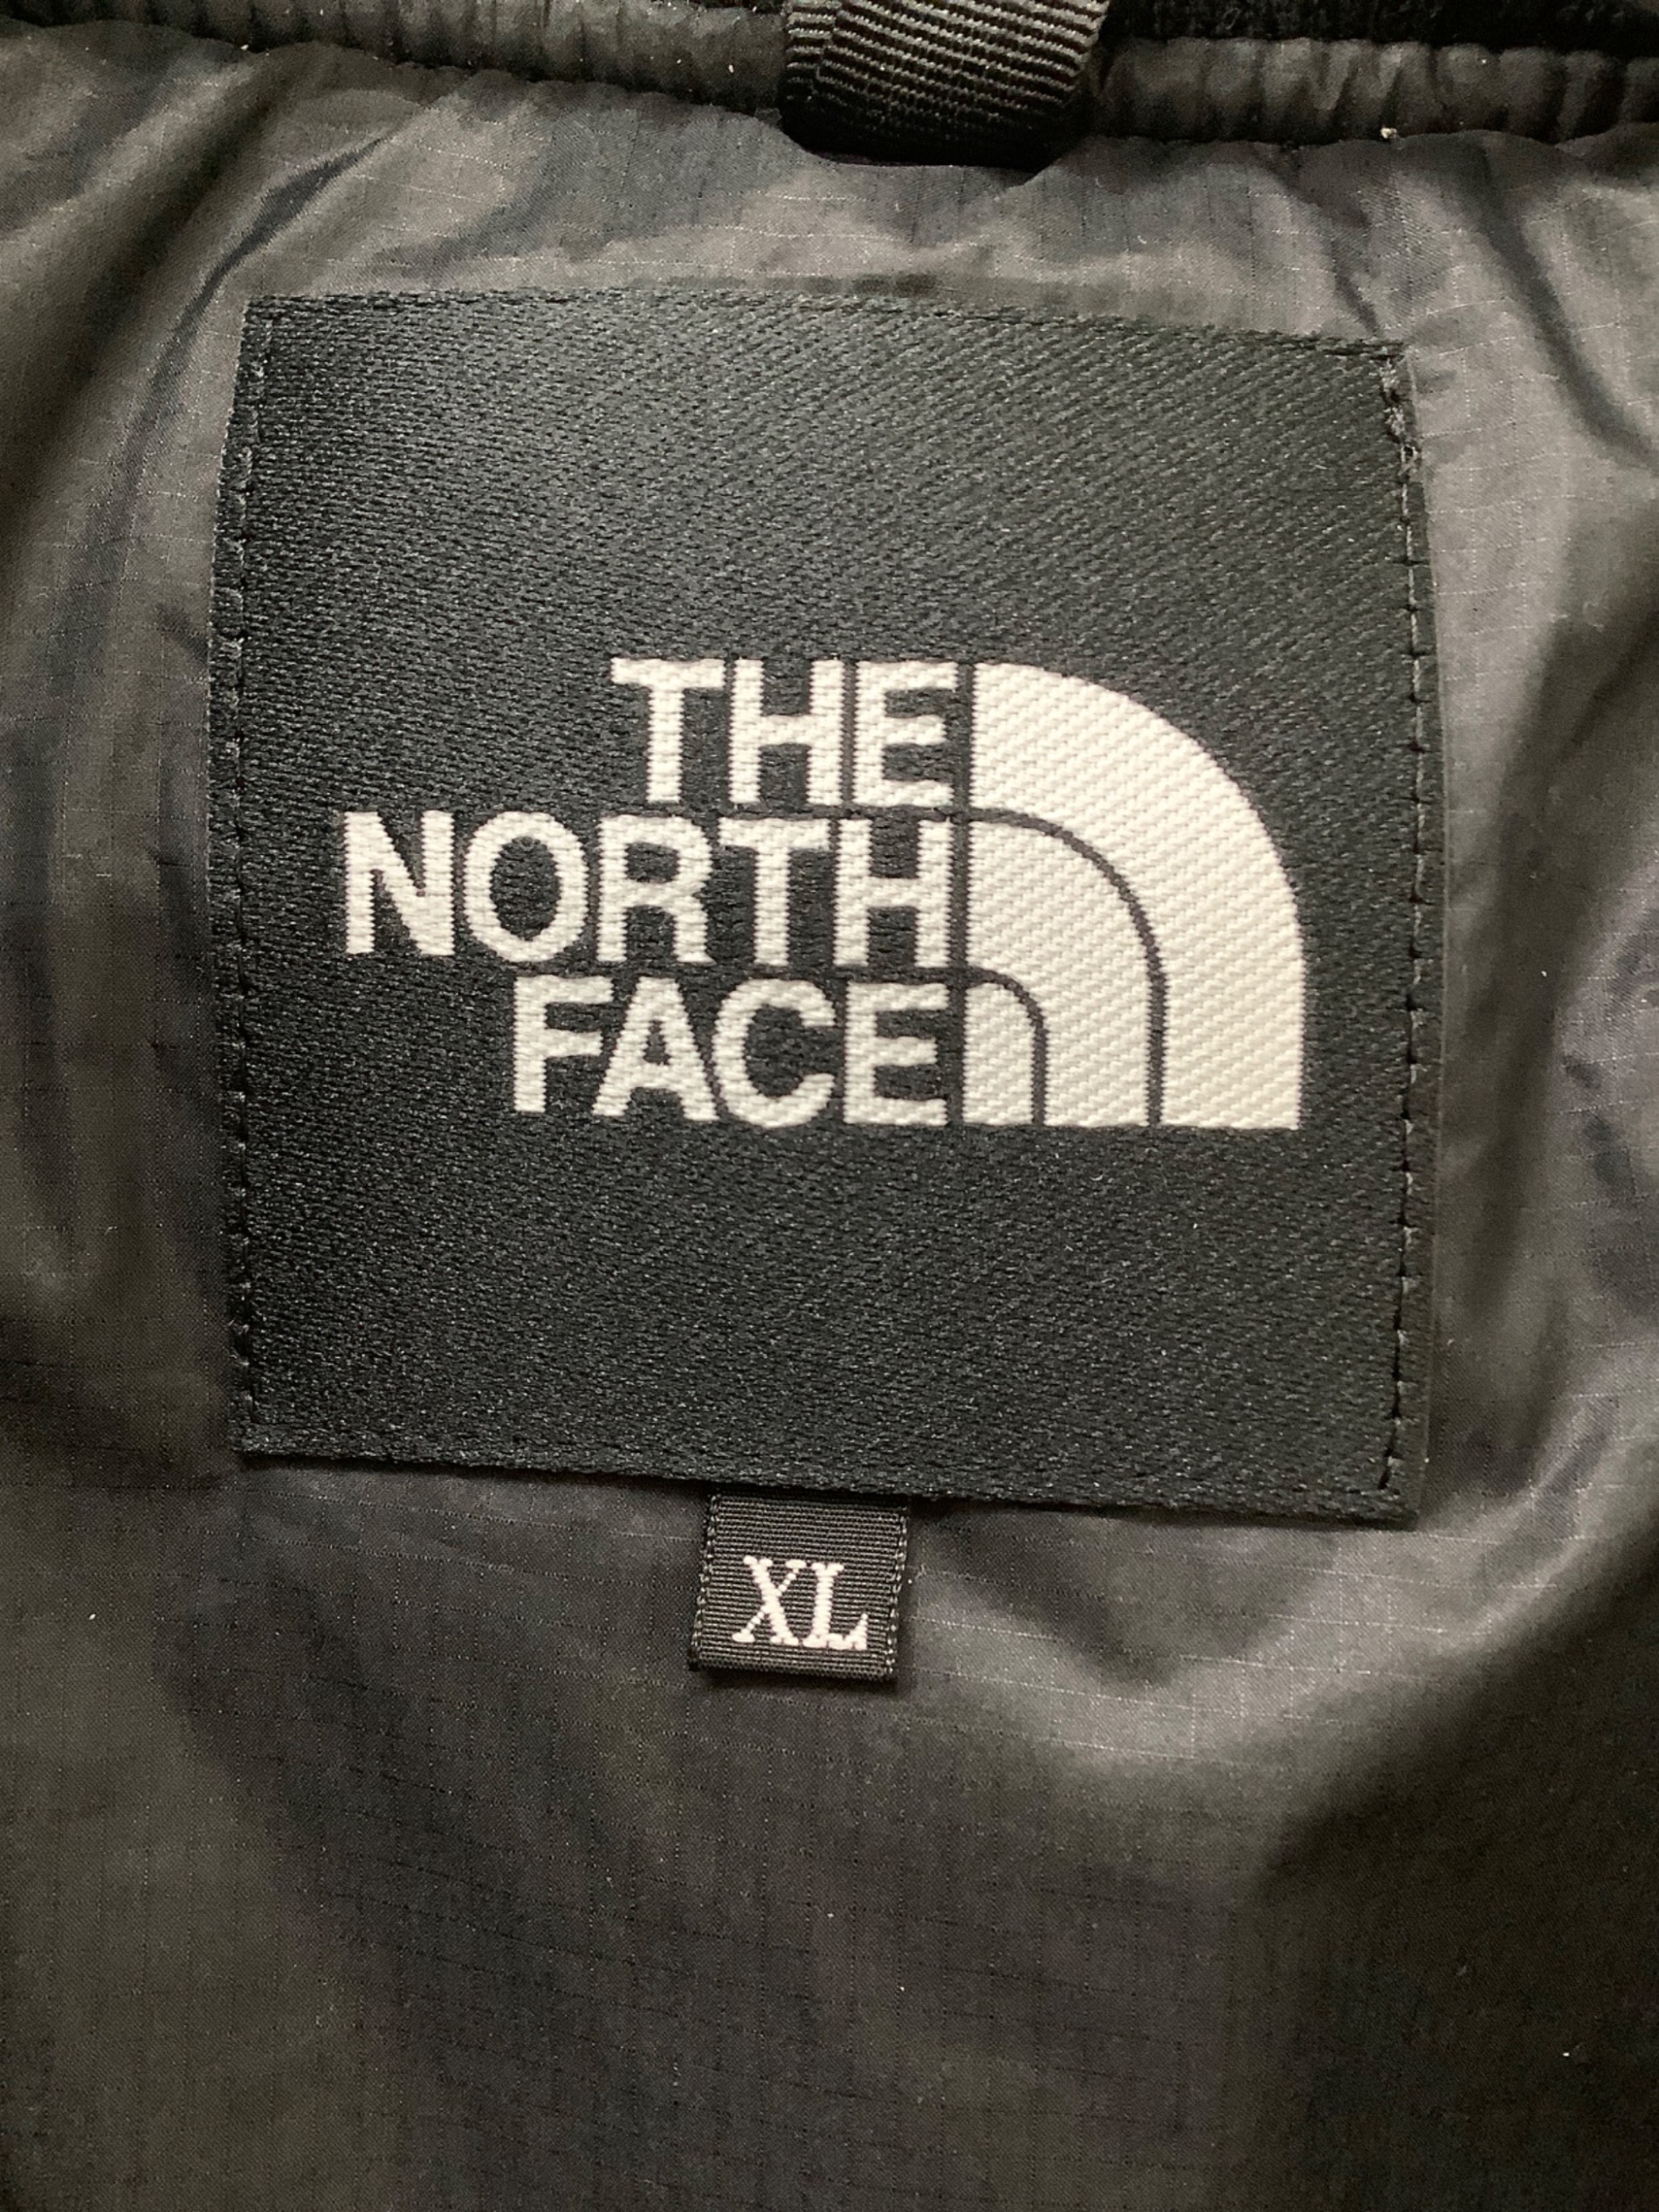 THE
NORTH
FACE
XL